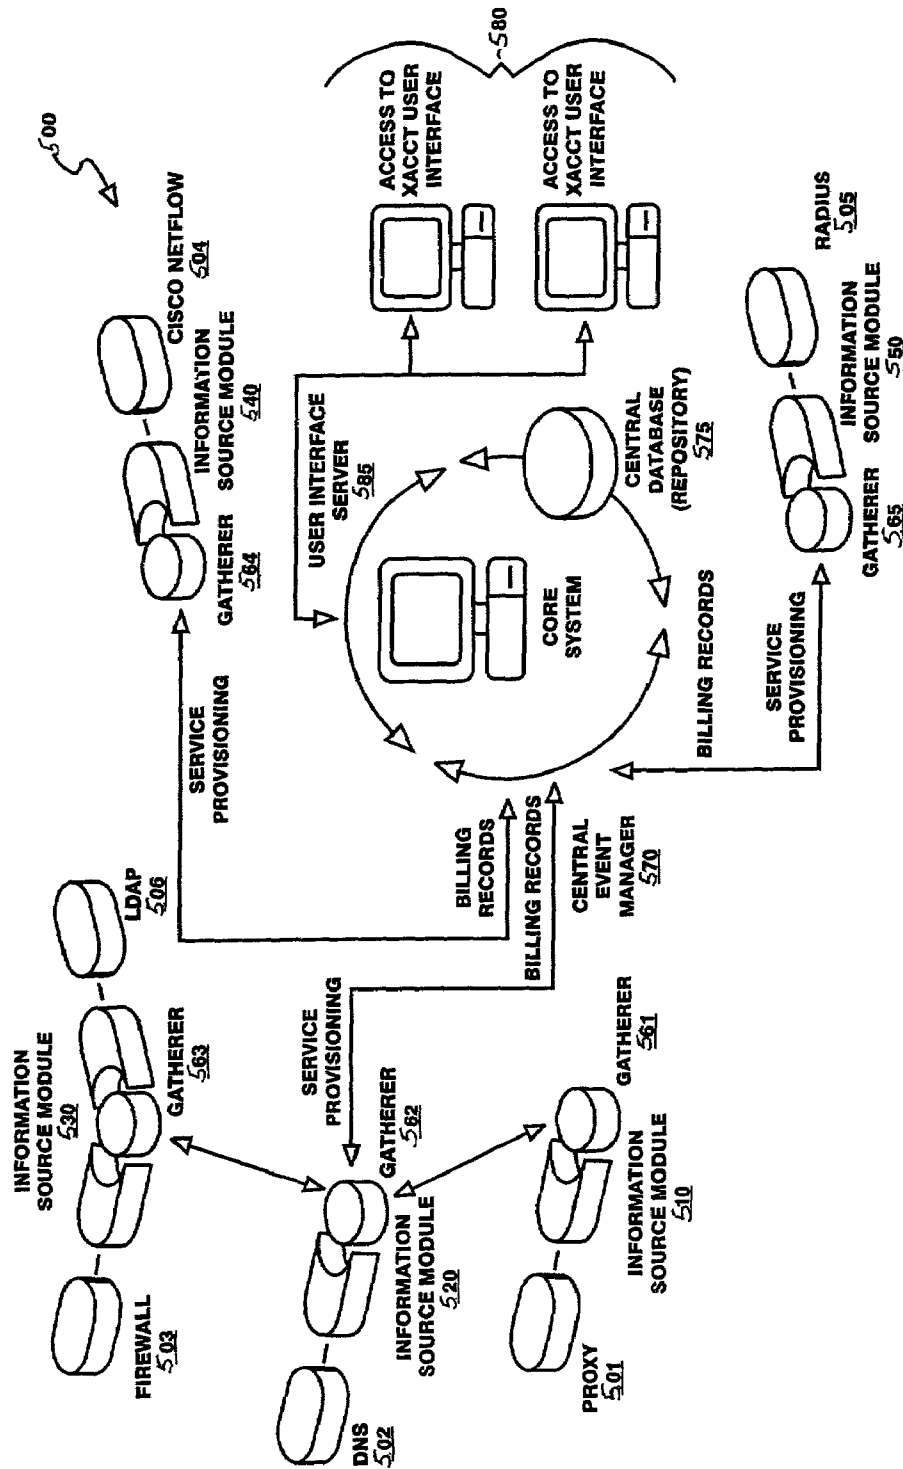 500
INFORMATION
SOURCE MODULE
530
LDAP
506
FIREWALL
503
GATHERER
563
CISCO NETFLOW
504
INFORMATION
SOURCE MODULE
540
GATHERER
564
SERVICE
PROVISIONING
SERVICE
PROVISIONING
DNS
502
INFORMATION
SOURCE MODULE
520
GATHERER
562
PROXY
501
INFORMATION
SOURCE MODULE
510
GATHERER
561
BILLING
RECORDS
BILLING RECORDS
CENTRAL
EVENT
MANAGER
570
USER INTERFACE
SERVER
585
CORE
SYSTEM
CENTRAL
DATABASE
(REPOSITORY)
575
BILLING RECORDS
SERVICE
PROVISIONING
ACCESS TO
XACCT USER
INTERFACE
ACCESS TO
XACCT USER
INTERFACE
580
GATHERER
565
INFORMATION
SOURCE MODULE
550
RADIUS
505